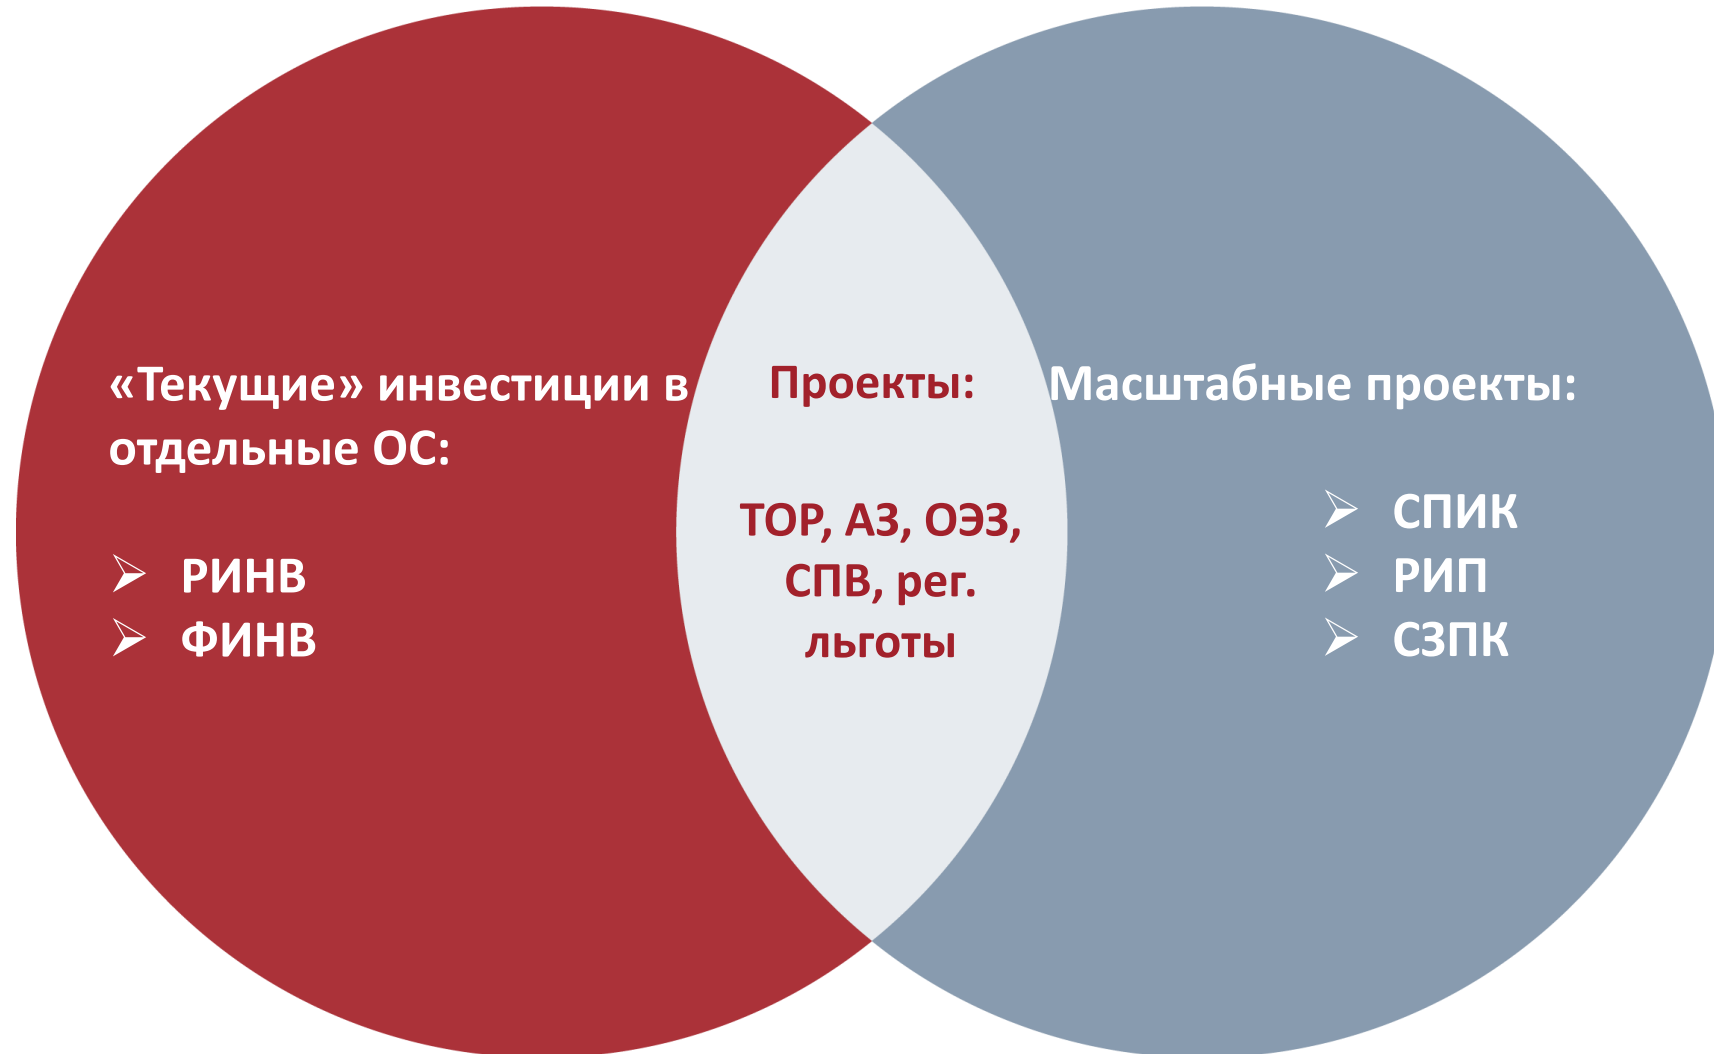 «Текущие» инвестиции в
отдельные ОС:
РИНВ
ФИНВ
Проекты:
ТОР, АЗ, ОЭЗ,
СПВ, рег.
льготы
Масштабные проекты:
СПИК
РИП
СЗПК